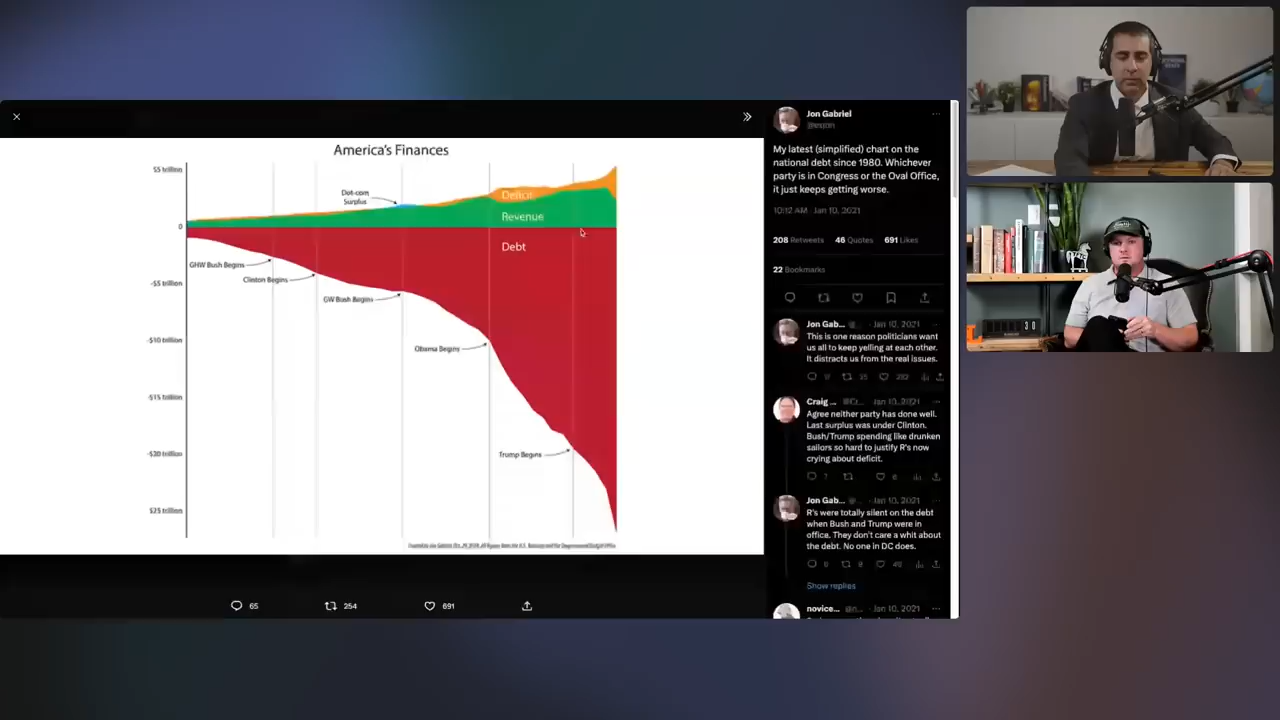 America's Finances
$5 trillion
0
-$5 trillion
-$10 trillion
-$15 trillion
-$20 trillion
$25 trillion
Dot-com
Surplus
Deficit
Revenue
Debt
GHW Bush Begins
Clinton Begins
GW Bush Begins
Obama Begins
Trump Begins
65
254
691
Jon Gabriel
@exjon
My latest (simplified) chart on the
national debt since 1980. Whichever
party is in Congress or the Oval Office,
it just keeps getting worse.
10:12 AM · Jan 10, 2021
208 Retweets 46 Quotes 691 Likes
22 Bookmarks
Jon Gab... · Jan 10, 2021
This is one reason politicians want
us all to keep yelling at each other.
It distracts us from the real issues.
Craig ... · Jan 10, 2021
Agree neither party has done well.
Last surplus was under Clinton.
Bush/Trump spending like drunken
sailors so hard to justify R's now
crying about deficit.
Jon Gab... · Jan 10, 2021
R's were totally silent on the debt
when Bush and Trump were in
office. They don't care a whit about
the debt. No one in DC does.
Show replies
novice... · Jan 10, 2021